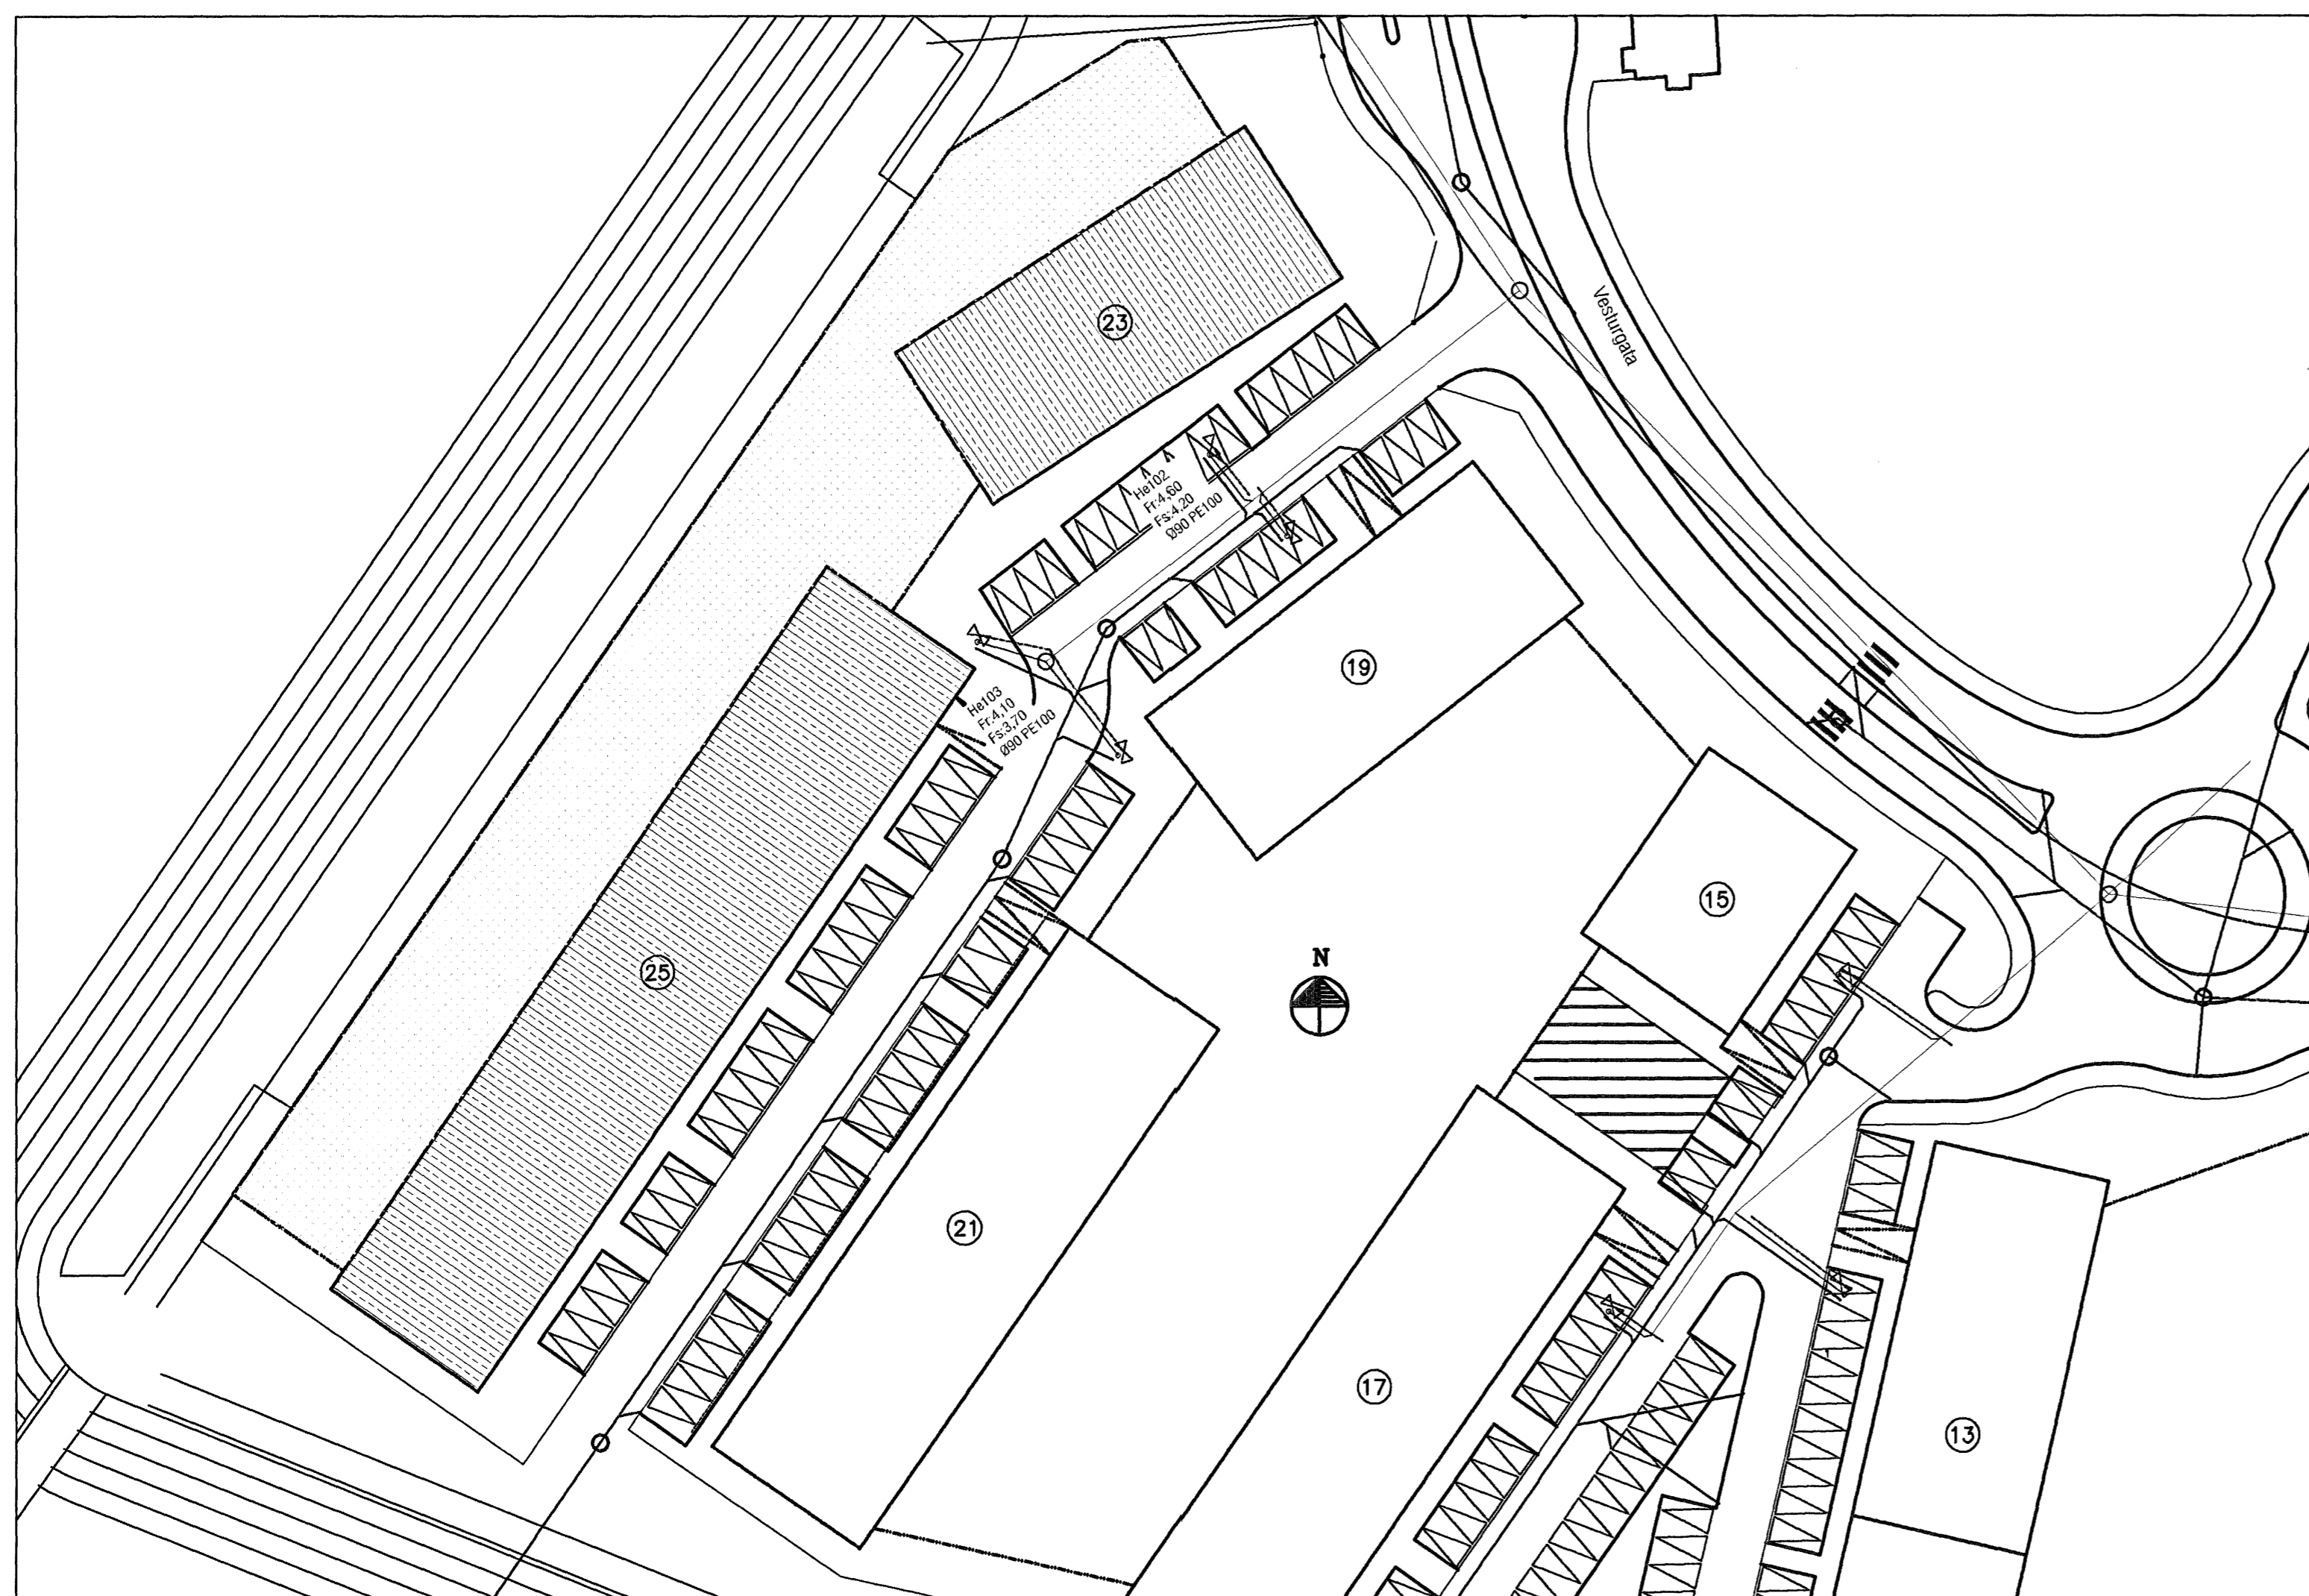 23
Vesturgata
He102
Fr:4,60
Fs:4,20
Ø90 PE100
19
He103
Fr:4,10
Fs:3,70
Ø90 PE100
15
N
25
21
17
13